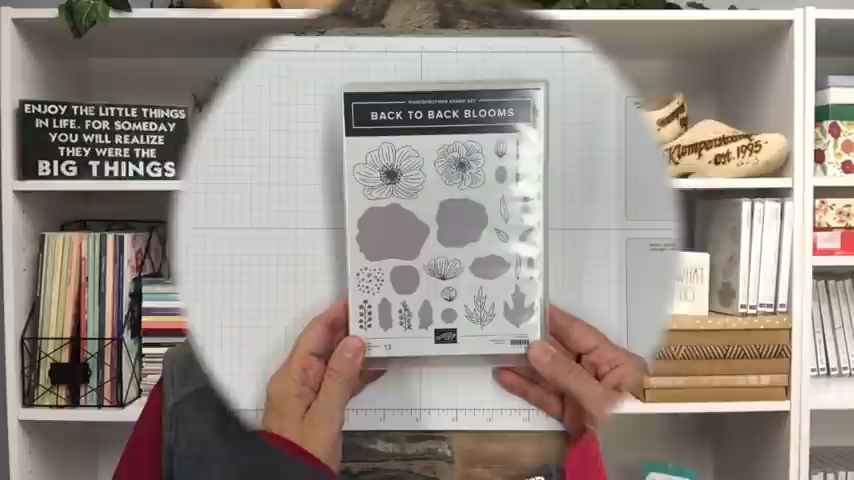 ENJOY THE LITTLE THINGS
IN LIFE. FOR SOMEDAY
YOU WILL REALIZE
THEY WERE THE
BIG THINGS
PHOTOPOLYMER STAMP SET
BACK TO BACK BLOOMS
Klompenstamper
est. 1995
WHAT
DO